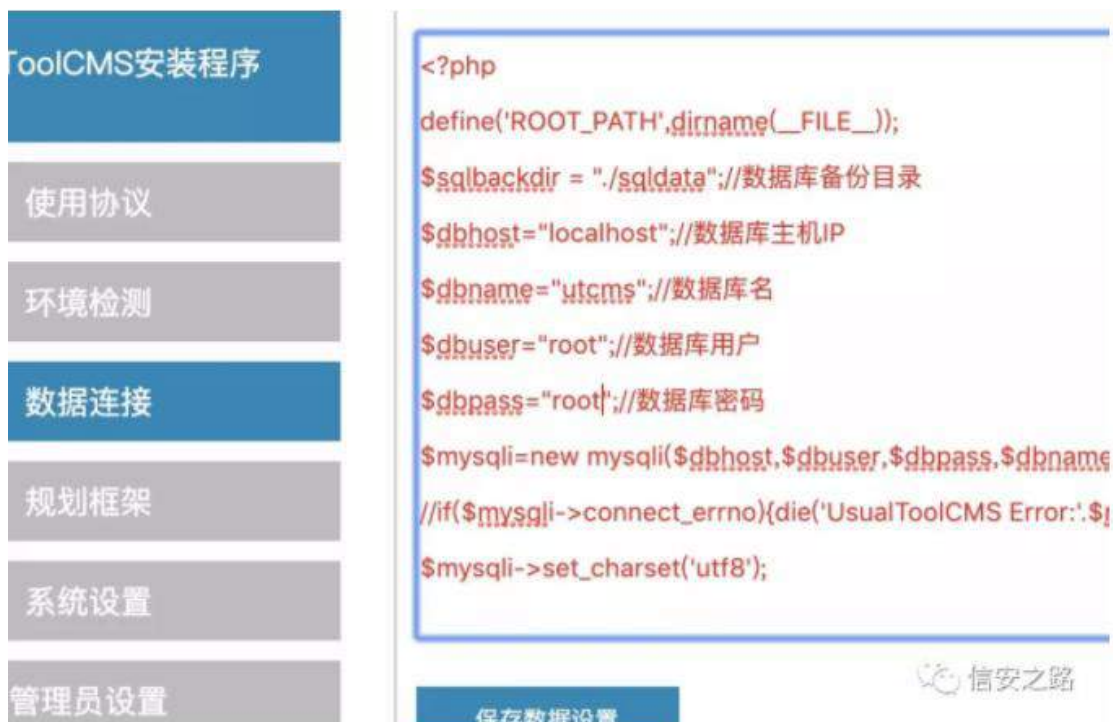 ToolCMS安装程序
使用协议
环境检测
数据连接
规划框架
系统设置
管理员设置
<?php
define('ROOT_PATH',dirname(__FILE__));
$sqlbackdir = "./sqldata";//数据库备份目录
$dbhost="localhost";//数据库主机IP
$dbname="utcms";//数据库名
$dbuser="root";//数据库用户
$dbpass="root";//数据库密码
$mysqli=new mysqli($dbhost,$dbuser,$dbpass,$dbname
//if($mysqli->connect_errno){die('UsualToolCMS Error:'.$
$mysqli->set_charset('utf8');
保存数据设置
信安之路